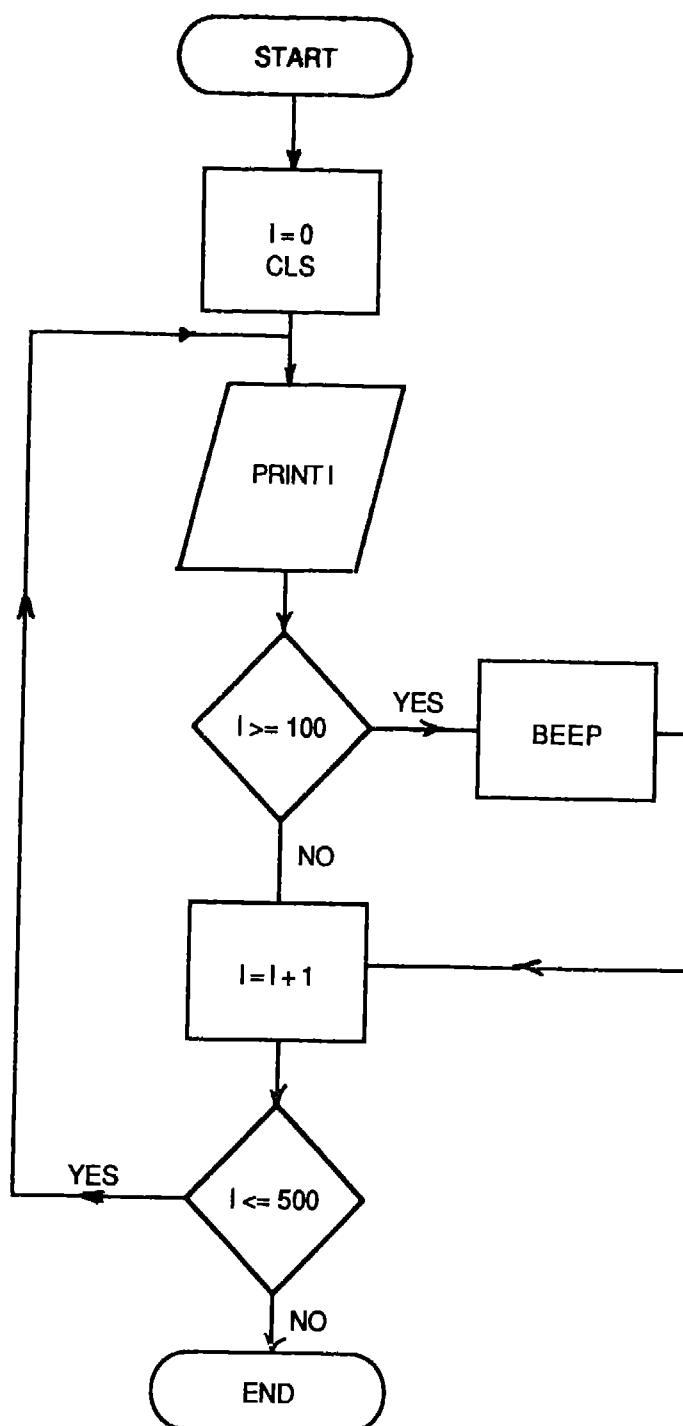 START
I = 0
CLS
PRINT I
I >= 100
YES
BEEP
NO
I = I + 1
I <= 500
YES
NO
END